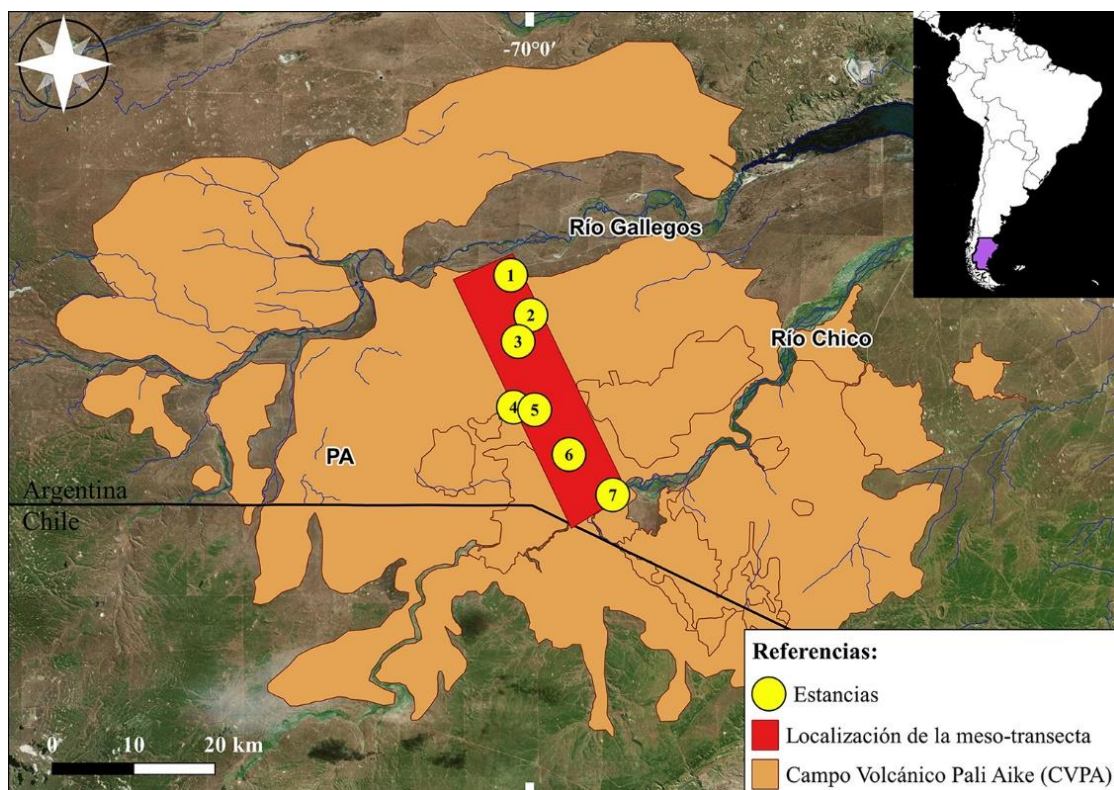 -70°0'
Río Gallegos
1
2
3
Río Chico
4
5
6
PA
7
Argentina
Chile
Referencias:
Estancias
Localización de la meso-transecta
Campo Volcánico Pali Aike (CVPA)
0 10 20 km